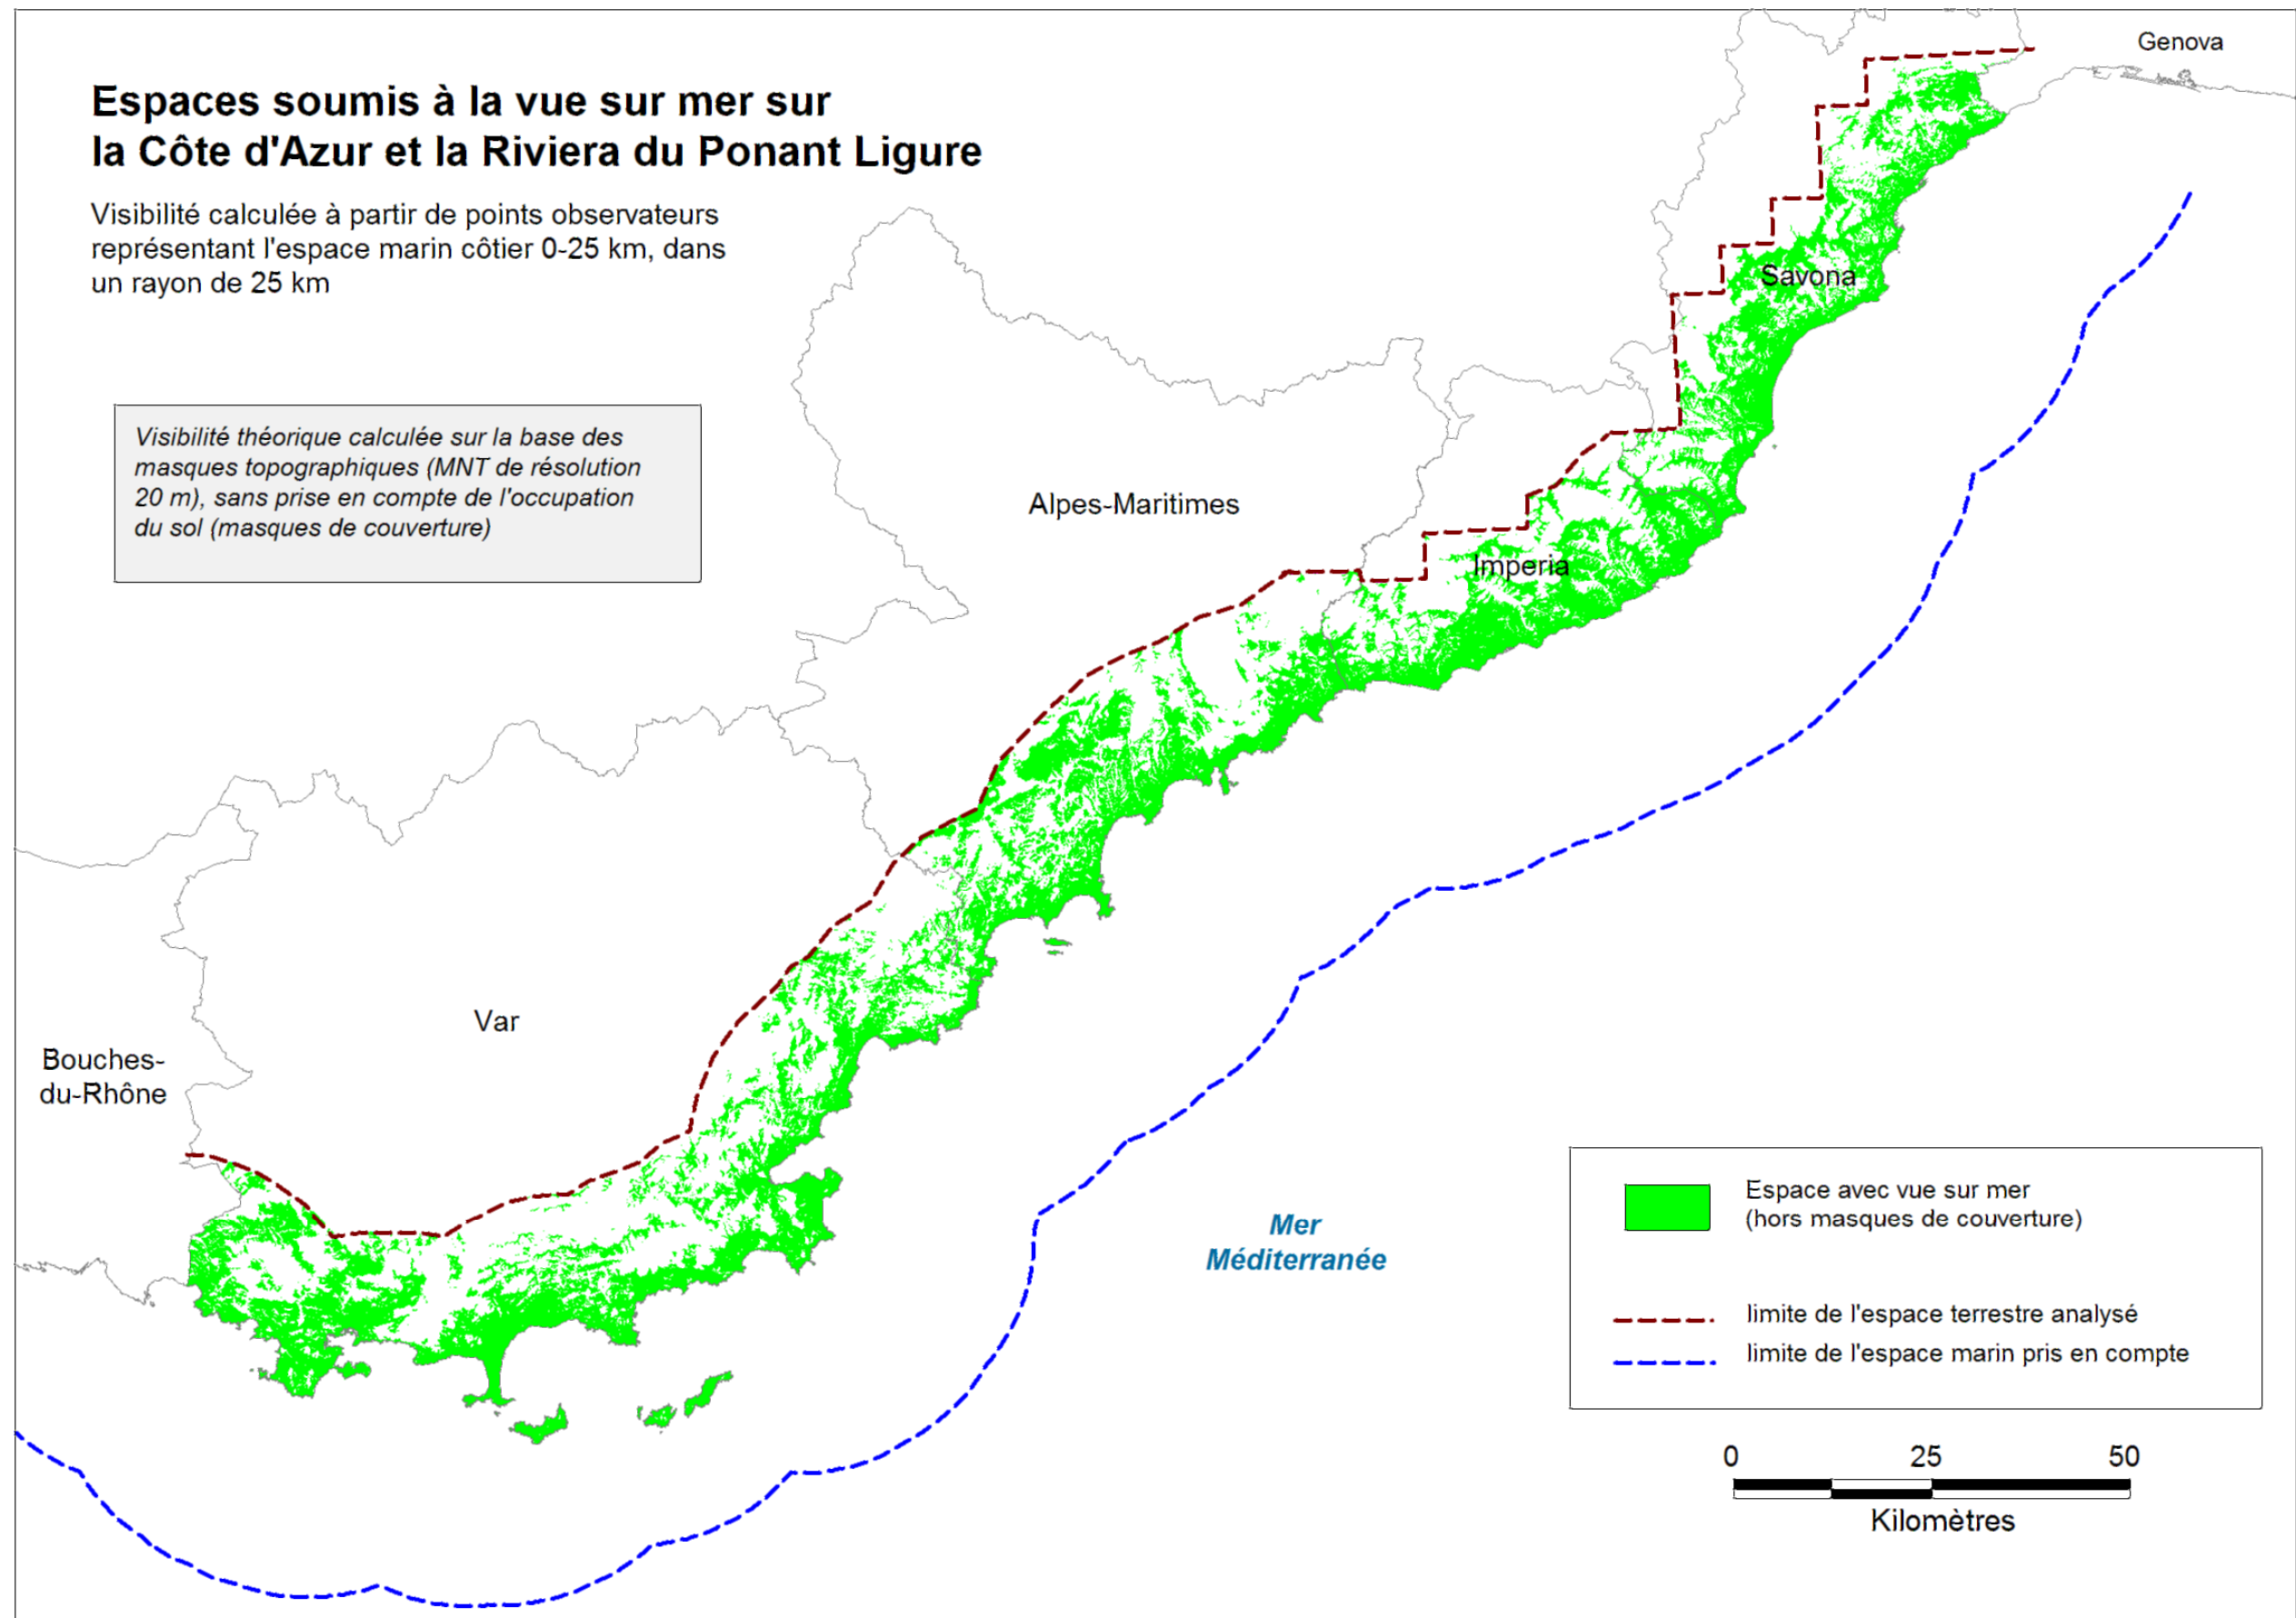 Espaces soumis à la vue sur mer sur
la Côte d'Azur et la Riviera du Ponant Ligure
Visibilité calculée à partir de points observateurs
représentant l'espace marin côtier 0-25 km, dans
un rayon de 25 km
Visibilité théorique calculée sur la base des
masques topographiques (MNT de résolution
20 m), sans prise en compte de l'occupation
du sol (masques de couverture)
Genova
Savona
Alpes-Maritimes
Imperia
Var
Bouches-
du-Rhône
Mer
Méditerranée
Espace avec vue sur mer
(hors masques de couverture)
limite de l'espace terrestre analysé
limite de l'espace marin pris en compte
0 25 50
Kilomètres